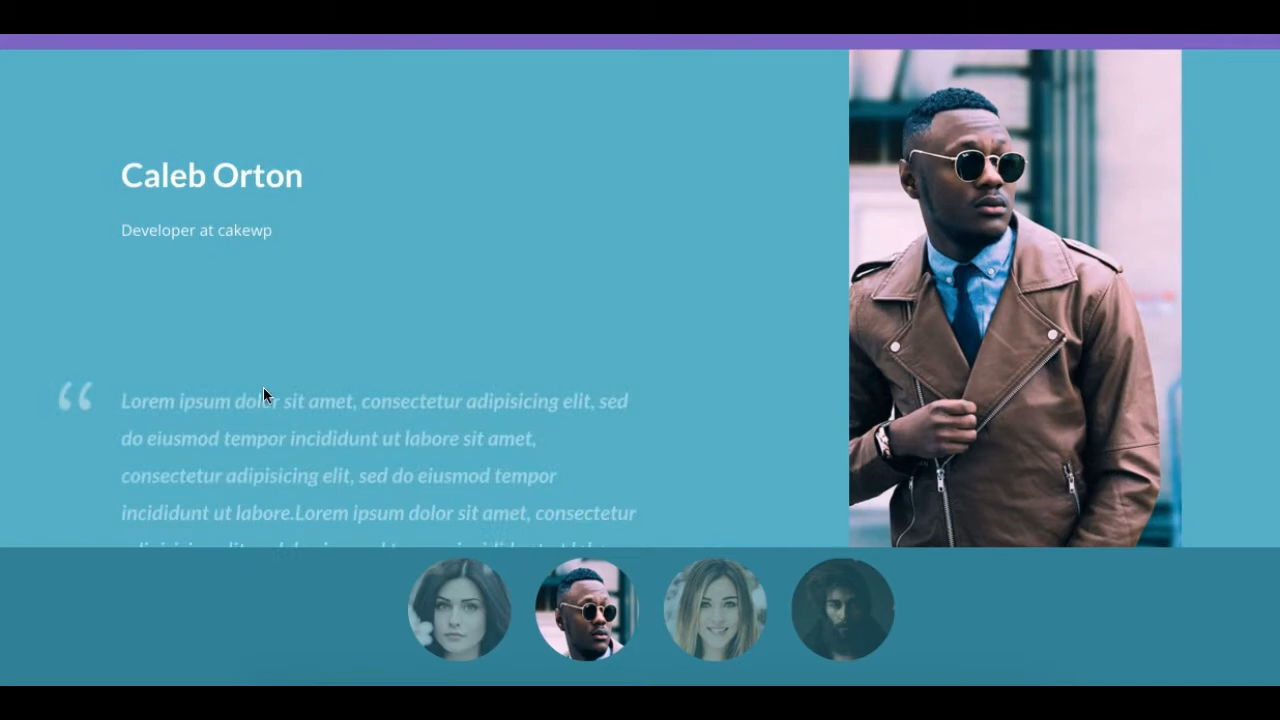 Caleb Orton
Developer at cakewp
“
Lorem ipsum dolor sit amet, consectetur adipisicing elit, sed
do eiusmod tempor incididunt ut labore sit amet,
consectetur adipisicing elit, sed do eiusmod tempor
incididunt ut labore.Lorem ipsum dolor sit amet, consectetur